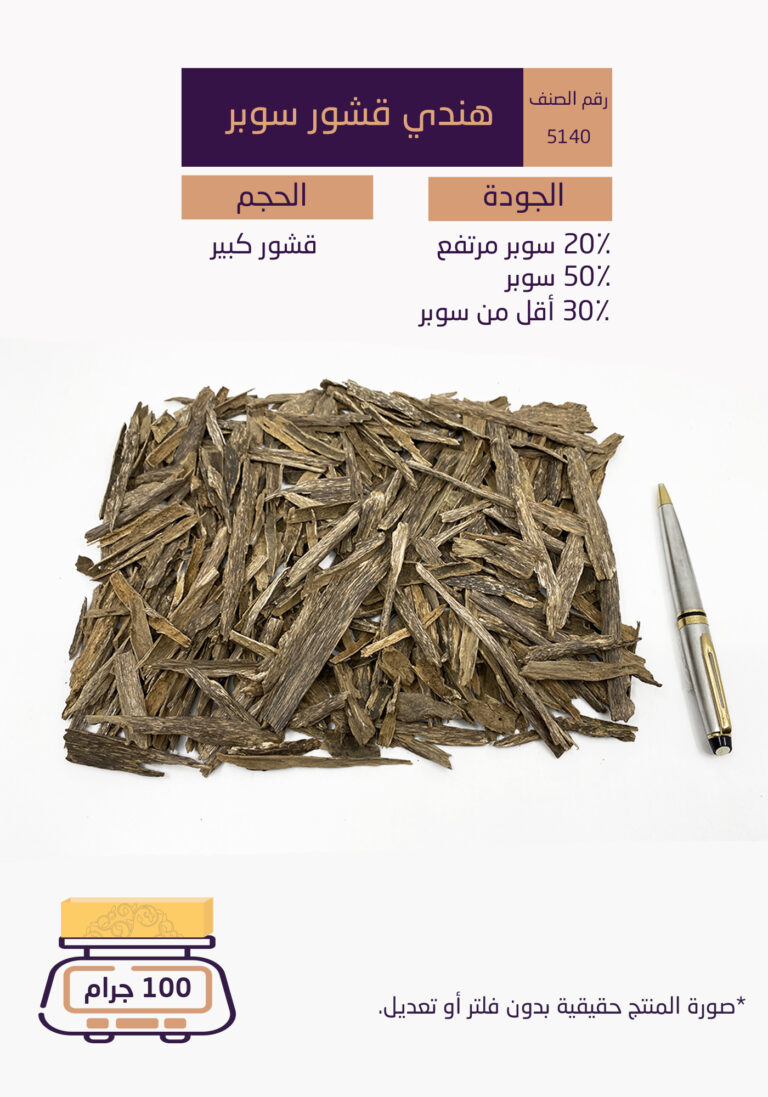 هندي قشور سوبر
رقم الصنف
5140
الجودة
20٪ سوبر مرتفع
50٪ سوبر
30٪ أقل من سوبر
الحجم
قشور كبير
100 جرام
*صورة المنتج حقيقية بدون فلتر أو تعديل.